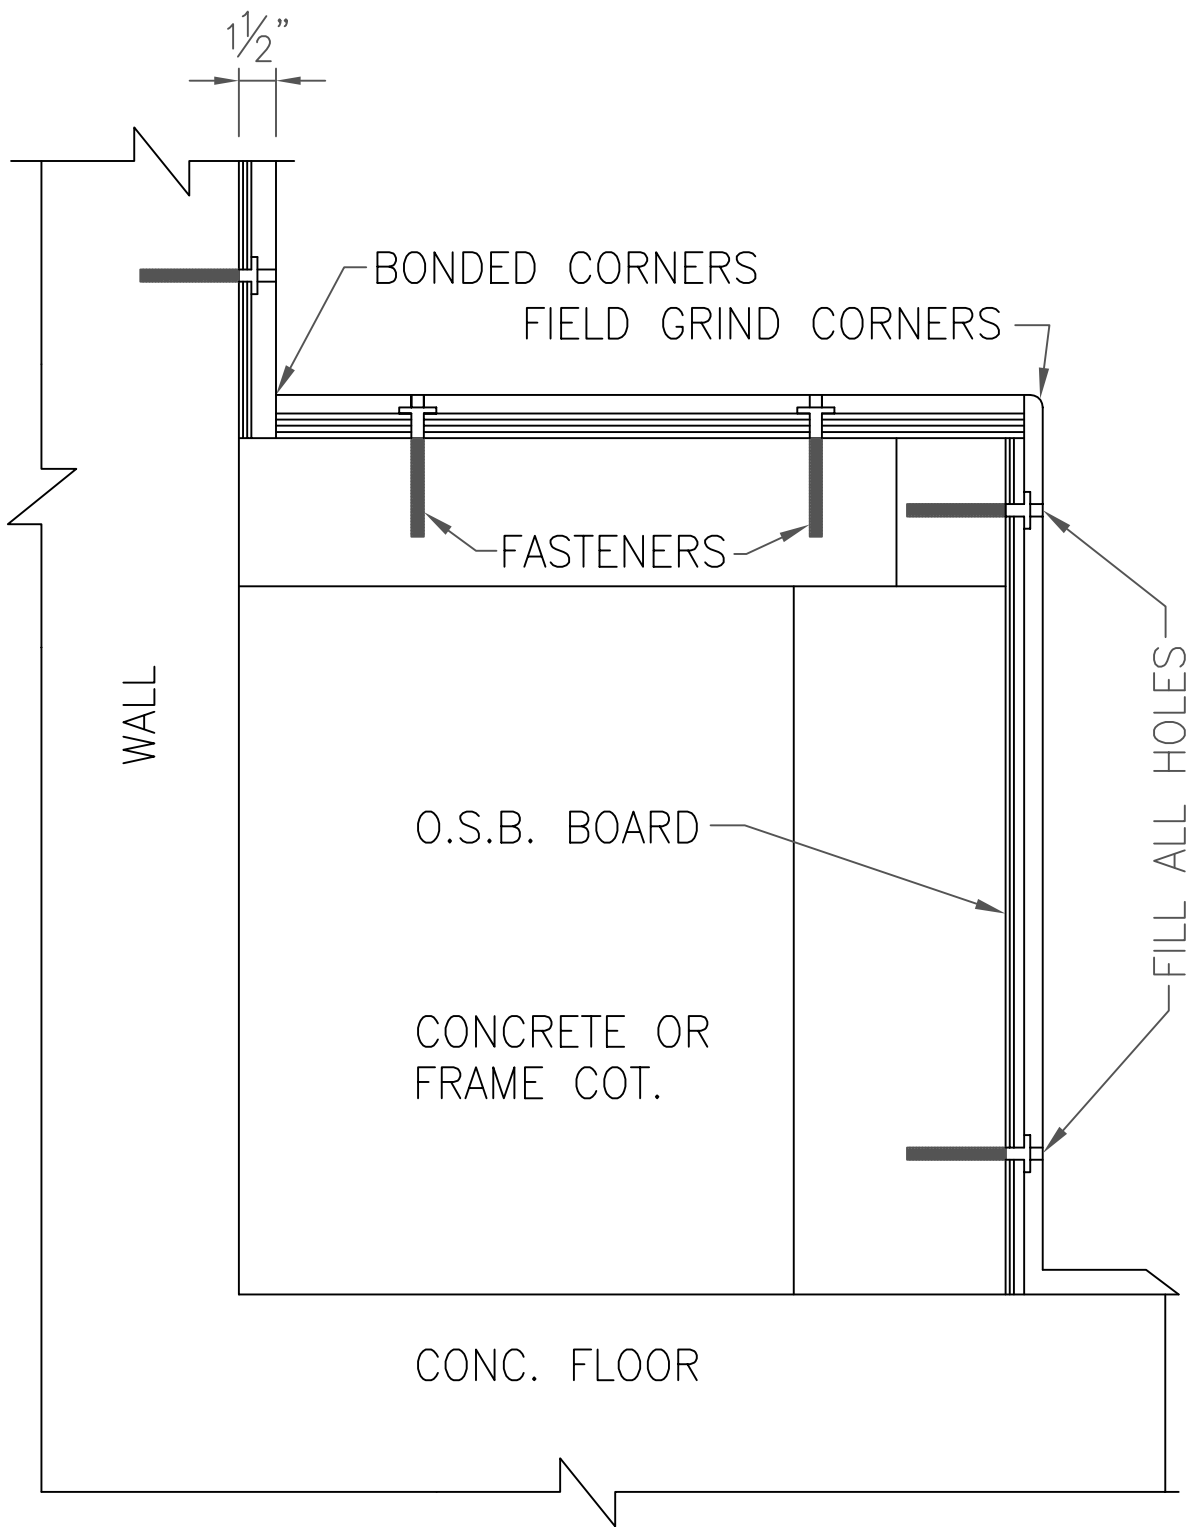 1½”
BONDED CORNERS
FIELD GRIND CORNERS
FASTENERS
WALL
FILL ALL HOLES
O.S.B. BOARD
CONCRETE OR
FRAME COT.
CONC. FLOOR